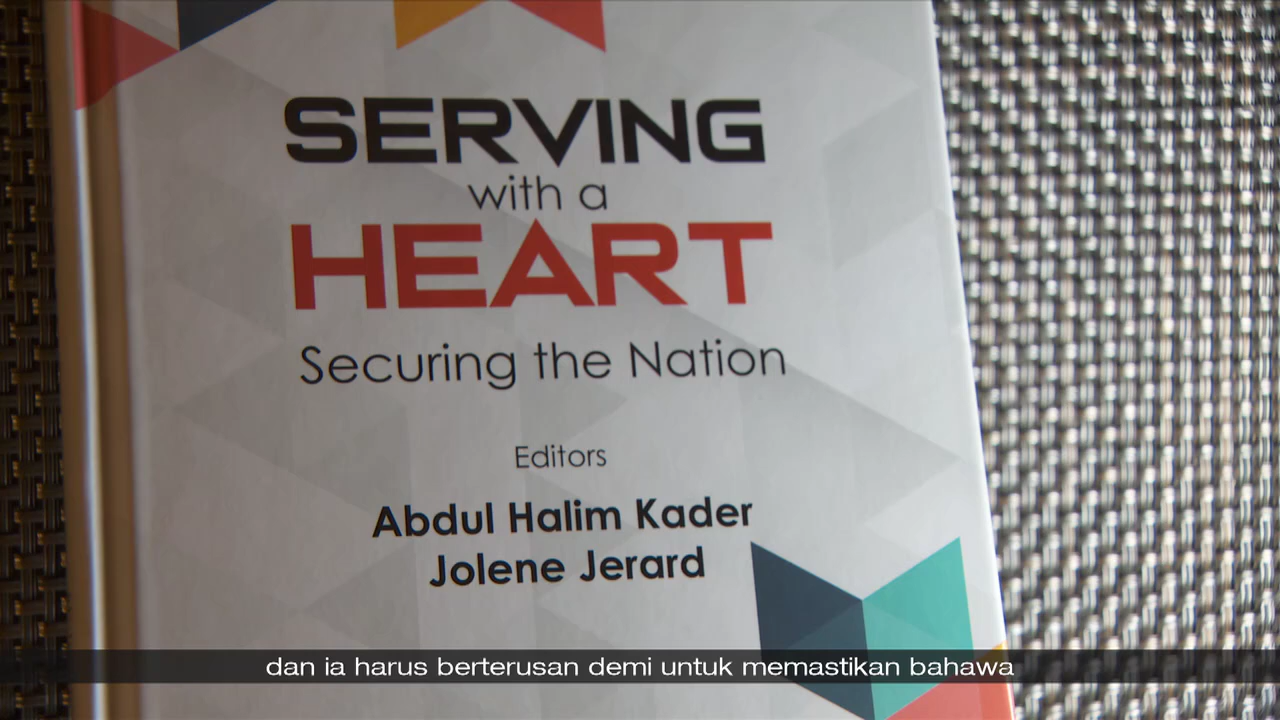 SERVING
with a
HEART
Securing the Nation
Editors
Abdul Halim Kader
Jolene Jerard
dan ia harus berterusan demi untuk memastikan bahawa